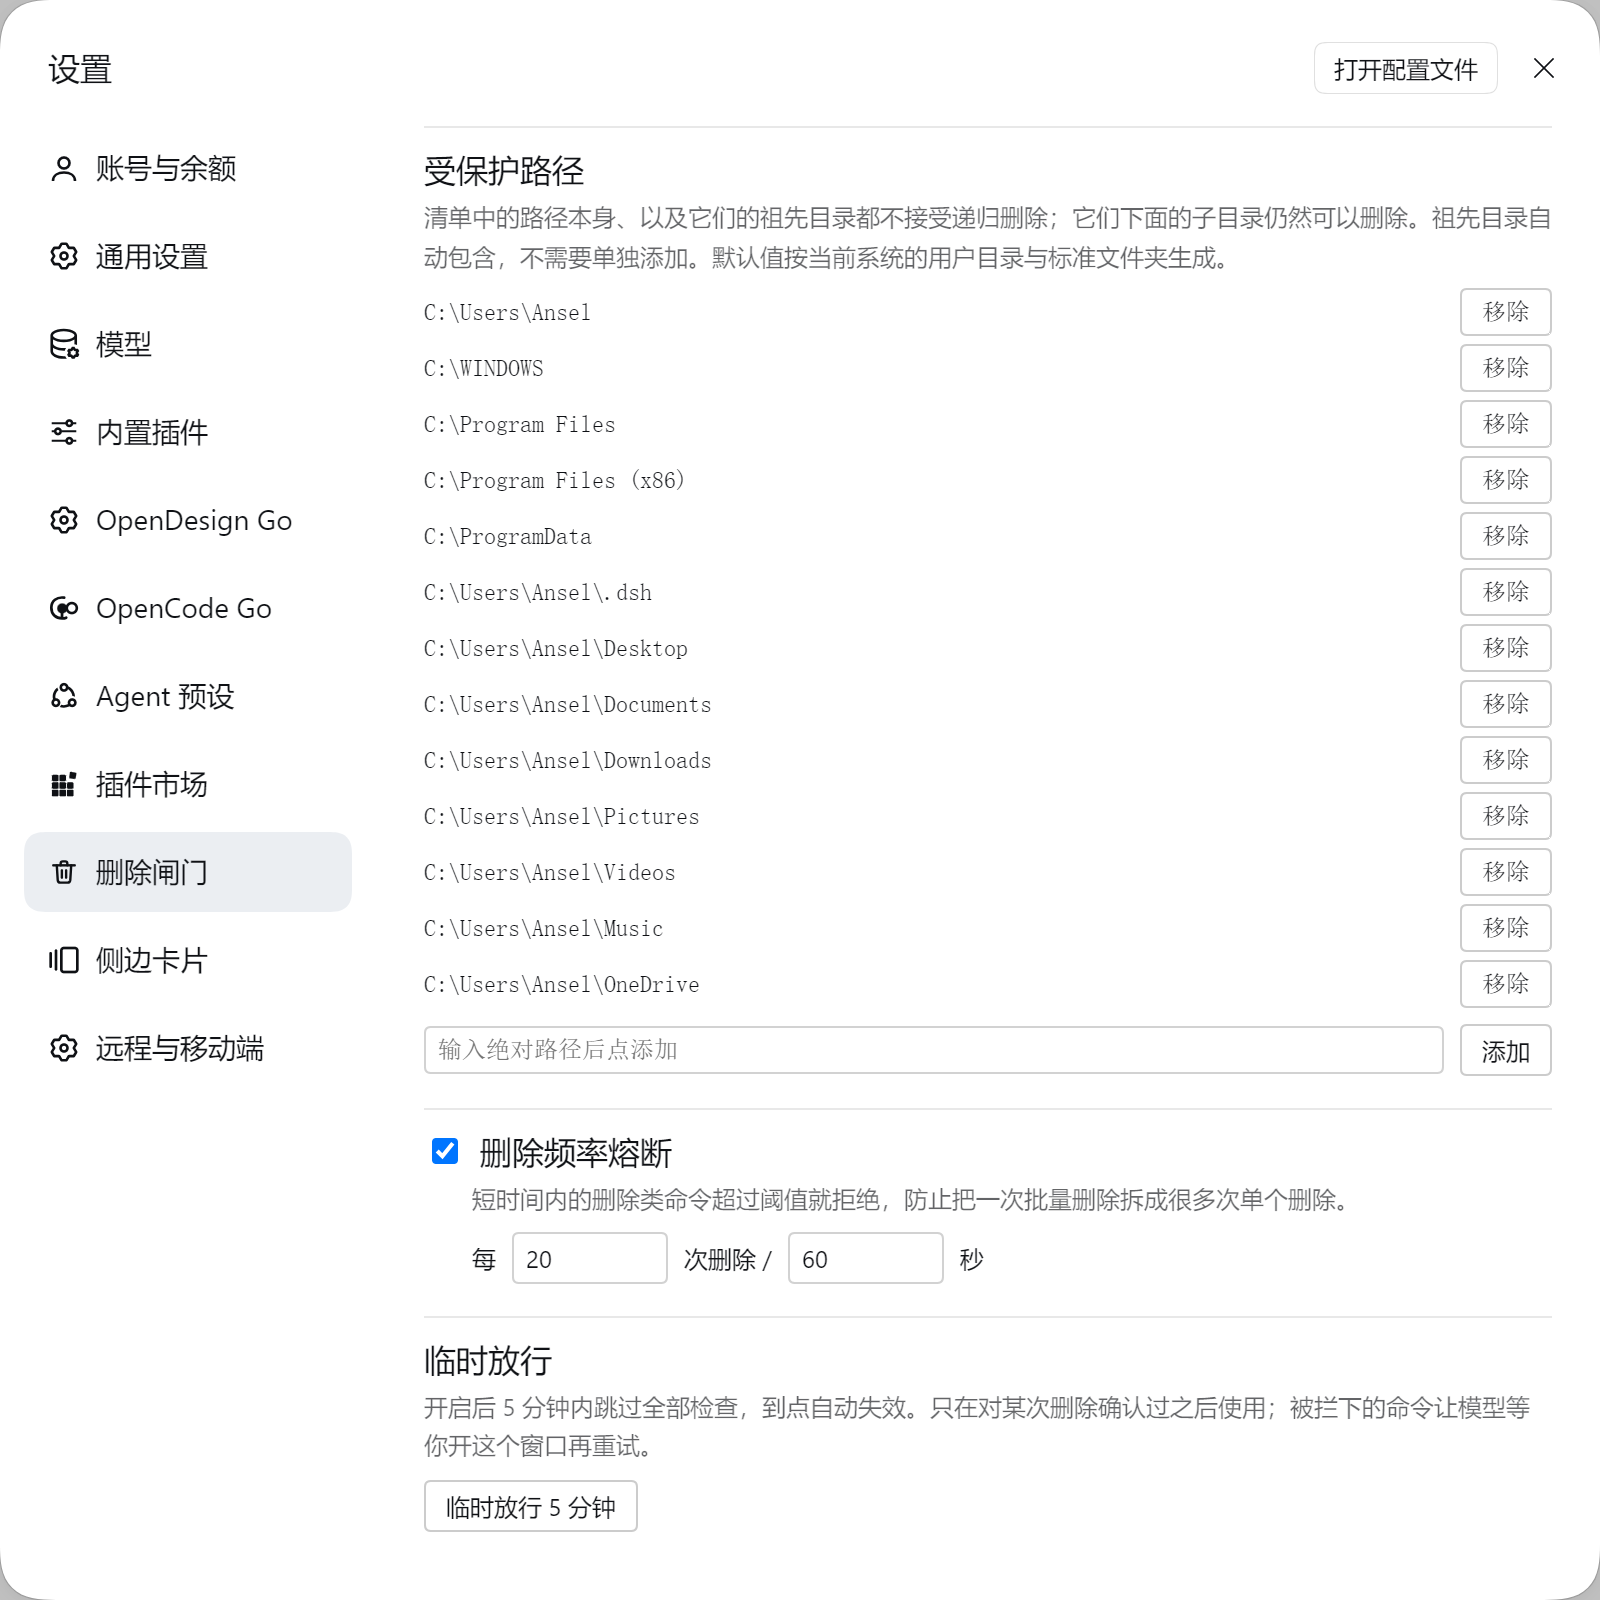 设置
打开配置文件
账号与余额
通用设置
模型
内置插件
OpenDesign Go
OpenCode Go
Agent 预设
插件市场
删除闸门
侧边卡片
远程与移动端
受保护路径
清单中的路径本身、以及它们的祖先目录都不接受递归删除；它们下面的子目录仍然可以删除。祖先目录自
动包含，不需要单独添加。默认值按当前系统的用户目录与标准文件夹生成。
C:\Users\Ansel 移除
C:\WINDOWS 移除
C:\Program Files 移除
C:\Program Files (x86) 移除
C:\ProgramData 移除
C:\Users\Ansel\.dsh 移除
C:\Users\Ansel\Desktop 移除
C:\Users\Ansel\Documents 移除
C:\Users\Ansel\Downloads 移除
C:\Users\Ansel\Pictures 移除
C:\Users\Ansel\Videos 移除
C:\Users\Ansel\Music 移除
C:\Users\Ansel\OneDrive 移除
输入绝对路径后点添加 添加
删除频率熔断
短时间内的删除类命令超过阈值就拒绝，防止把一次批量删除拆成很多次单个删除。
每 20 次删除 / 60 秒
临时放行
开启后 5 分钟内跳过全部检查，到点自动失效。只在对某次删除确认过之后使用；被拦下的命令让模型等
你开这个窗口再重试。
临时放行 5 分钟